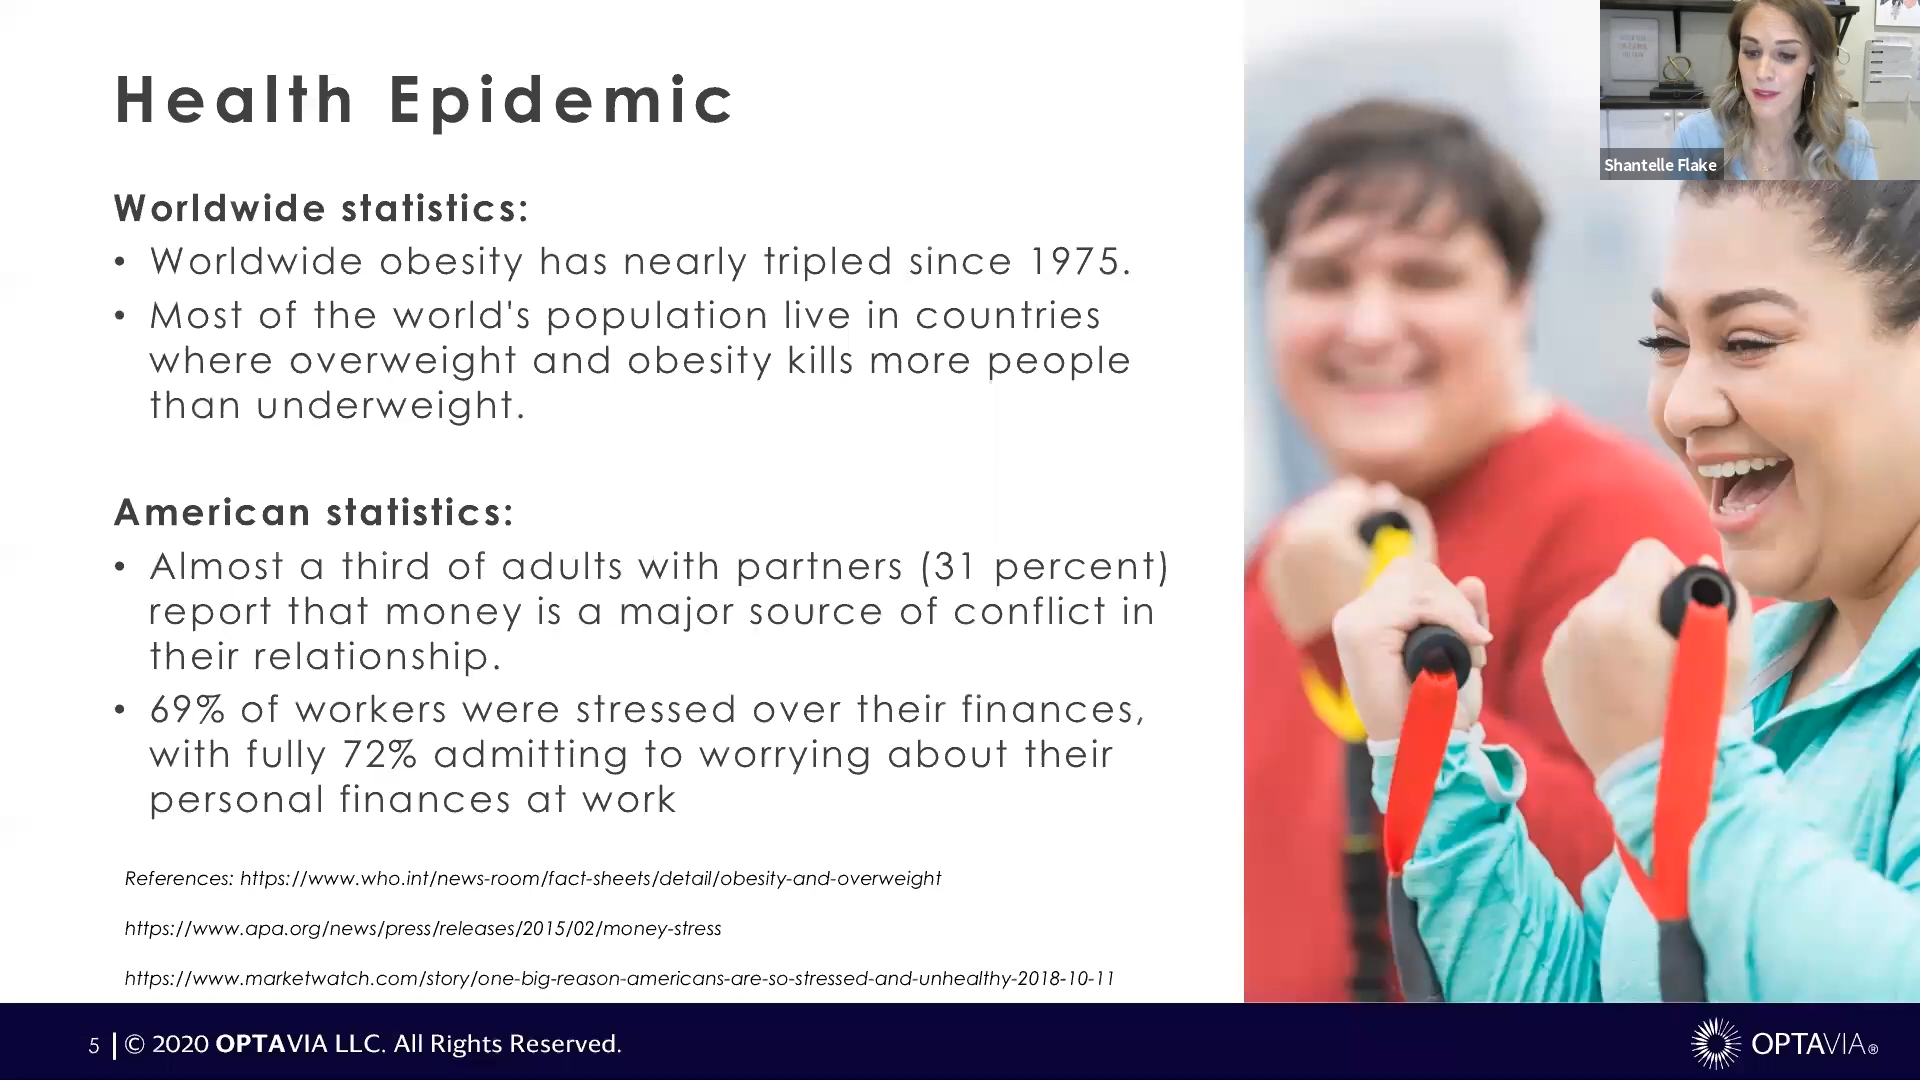 Health Epidemic
Shantelle Flake
Worldwide statistics:
• Worldwide obesity has nearly tripled since 1975.
• Most of the world's population live in countries
where overweight and obesity kills more people
than underweight.
American statistics:
• Almost a third of adults with partners (31 percent)
report that money is a major source of conflict in
their relationship.
• 69% of workers were stressed over their finances,
with fully 72% admitting to worrying about their
personal finances at work
References: https://www.who.int/news-room/fact-sheets/detail/obesity-and-overweight
https://www.apa.org/news/press/releases/2015/02/money-stress
https://www.marketwatch.com/story/one-big-reason-americans-are-so-stressed-and-unhealthy-2018-10-11
5 | © 2020 OPTAVIA LLC. All Rights Reserved.
OPTAVIA®